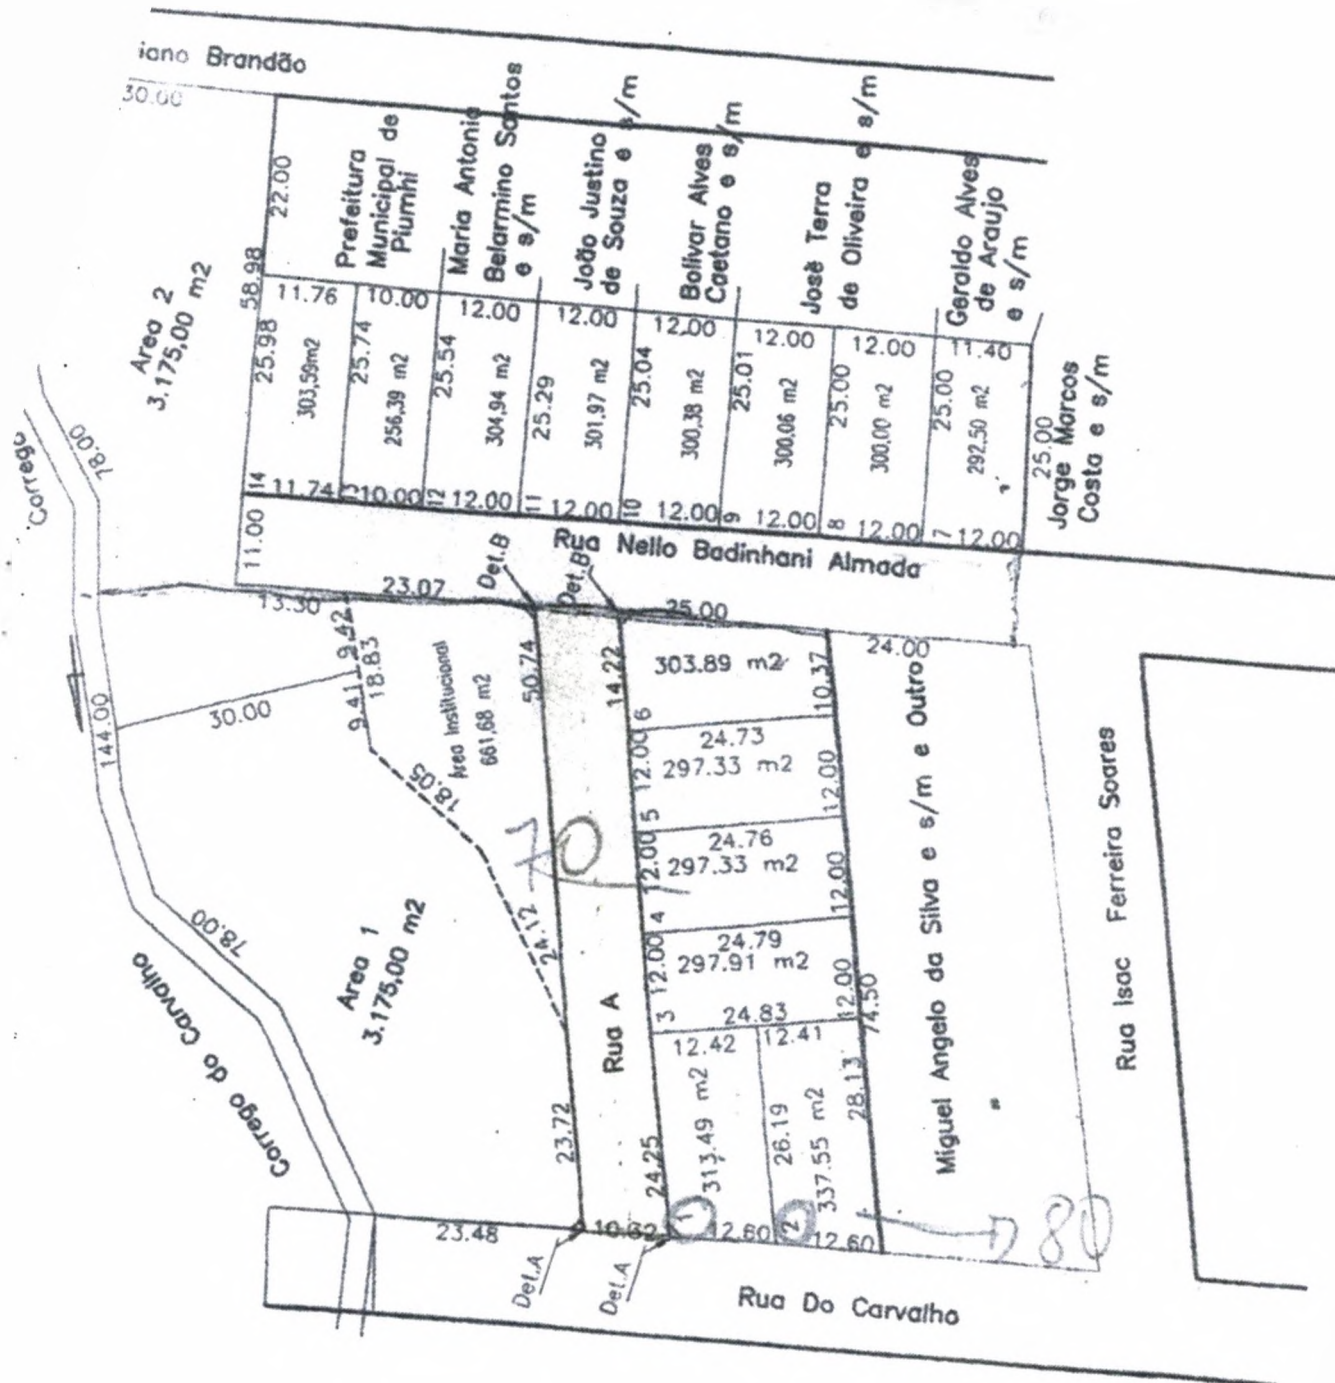 iano Brandão
30.00
22.00
58.98
Prefeitura
Municipal de
Piumhi
Maria Antonia
Belarmino Santos
e s/m
João Justino
de Souza e s/m
Bolivar Alves
Caetano e s/m
José Terra
de Oliveira e s/m
Geraldo Alves
de Araujo
e s/m
Jorge Marcos
Costa e s/m
Area 2
3.175,00 m2
11.76
10.00
12.00
12.00
12.00
12.00
12.00
11.40
25.98
303,59m2
25.74
256,39 m2
25.54
304,94 m2
25.29
301,97 m2
25.04
300,38 m2
25.01
300,06 m2
25.00
300,00 m2
25.00
292,50 m2
25.00
14
11.74
10.00
12
12.00
11
12.00
10
12.00
9
12.00
8
12.00
7
12.00
Corrego
78.00
11.00
Rua Nello Badinhani Almada
Det.B
Det.B
13.30
23.07
25.00
24.00
9.42
18.83
9.41
30.00
144.00
Area Institucional
661,68 m2
50.74
14.22
303.89 m2
10.37
6
24.73
297.33 m2
12.00
12.00
18.05
5
24.76
297.33 m2
12.00
12.00
70
4
24.79
297.91 m2
12.00
12.00
24.12
3
24.83
74.50
12.42
12.41
78.00
Area 1
3.175,00 m2
Corrego do Carvalho
Rua A
23.72
24.25
313.49 m2
26.19
337.55 m2
28.13
Miguel Angelo da Silva e s/m e Outro
Rua Isac Ferreira Soares
23.48
10.62
1
12.60
2
12.60
80
Det.A
Det.A
Rua Do Carvalho